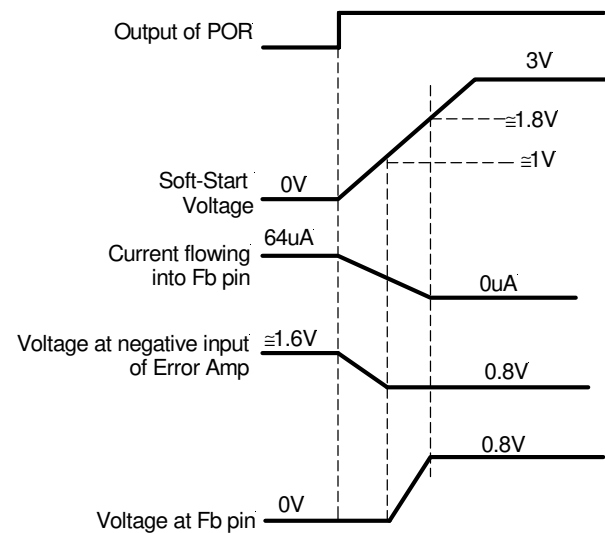 Output of POR
3V
≅1.8V
≅1V
Soft-Start
Voltage
0V
64uA
Current flowing
into Fb pin
0uA
Voltage at negative input
of Error Amp
≅1.6V
0.8V
0.8V
Voltage at Fb pin
0V